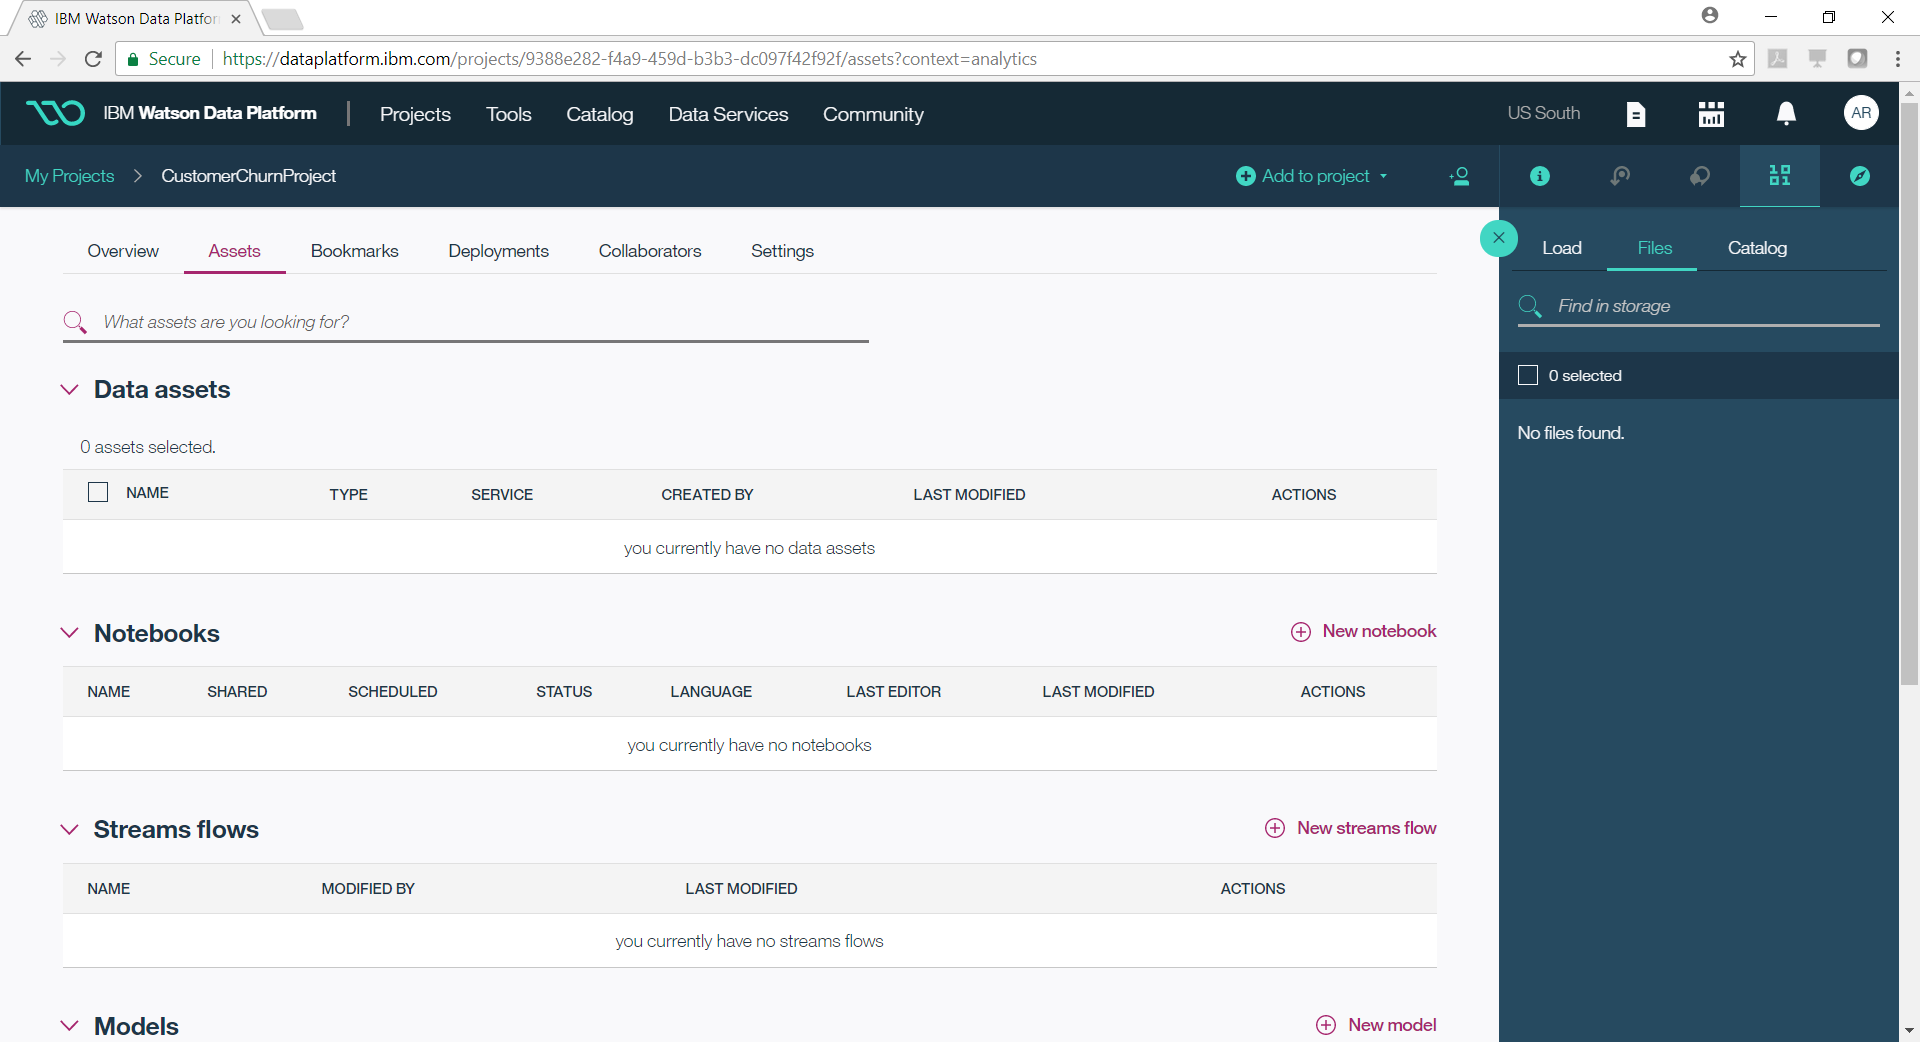 IBM Watson Data Platfor
Secure
https://dataplatform.ibm.com/projects/9388e282-f4a9-459d-b3b3-dc097f42f92f/assets?context=analytics
IBM Watson Data Platform | Projects Tools Catalog Data Services Community US South AR
My Projects > CustomerChurnProject Add to project
Overview Assets Bookmarks Deployments Collaborators Settings
What assets are you looking for?
Data assets
0 assets selected.
NAME TYPE SERVICE CREATED BY LAST MODIFIED ACTIONS
you currently have no data assets
Notebooks New notebook
NAME SHARED SCHEDULED STATUS LANGUAGE LAST EDITOR LAST MODIFIED ACTIONS
you currently have no notebooks
Streams flows New streams flow
NAME MODIFIED BY LAST MODIFIED ACTIONS
you currently have no streams flows
Models New model
Load Files Catalog
Find in storage
0 selected
No files found.